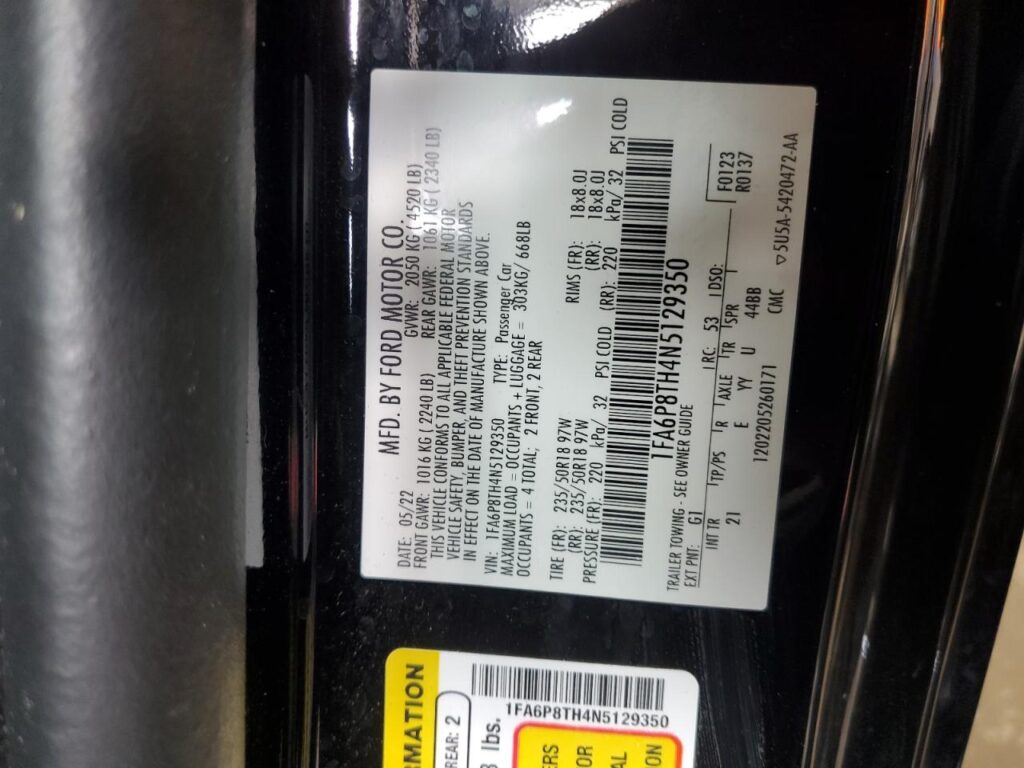 MFD. BY FORD MOTOR CO.
DATE: 05/22 GVWR: 2050 KG ( 4520 LB)
FRONT GAWR: 1016 KG ( 2240 LB) REAR GAWR: 1061 KG ( 2340 LB)
THIS VEHICLE CONFORMS TO ALL APPLICABLE FEDERAL MOTOR
VEHICLE SAFETY, BUMPER, AND THEFT PREVENTION STANDARDS
IN EFFECT ON THE DATE OF MANUFACTURE SHOWN ABOVE.
VIN: 1FA6P8TH4N5129350 TYPE: Passenger Car
MAXIMUM LOAD = OCCUPANTS + LUGGAGE = 303KG/ 668LB
OCCUPANTS = 4 TOTAL; 2 FRONT, 2 REAR
TIRE (FR): 235/50R18 97W RIMS (FR): 18x8.0J
(RR): 235/50R18 97W (RR): 18x8.0J
PRESSURE (FR): 220 kPa/ 32 PSI COLD (RR): 220 kPa/ 32 PSI COLD
1FA6P8TH4N5129350
TRAILER TOWING - SEE OWNER GUIDE
EXT PNT: G1 RC: 53 DSO: F0123
INT TR TP/PS R AXLE TR SPR R0137
21 E YY U 44BB
1202205260171 CMC ▽5U5A-5420472-AA
RMATION
REAR: 2
lbs.
1FA6P8TH4N5129350
ERS
OR
AL
ON